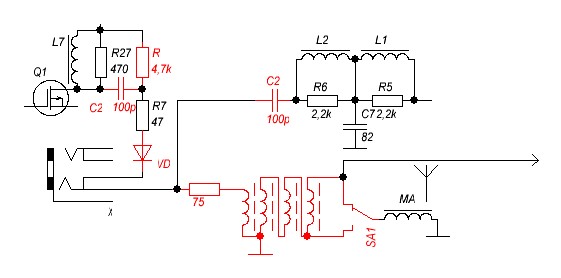 L7
R27
470
R
4,7k
Q1
C2
100p
R7
47
VD
X
L2
L1
C2
100p
R6
2,2k
R5
C7 2,2k
82
75
SA1
MA